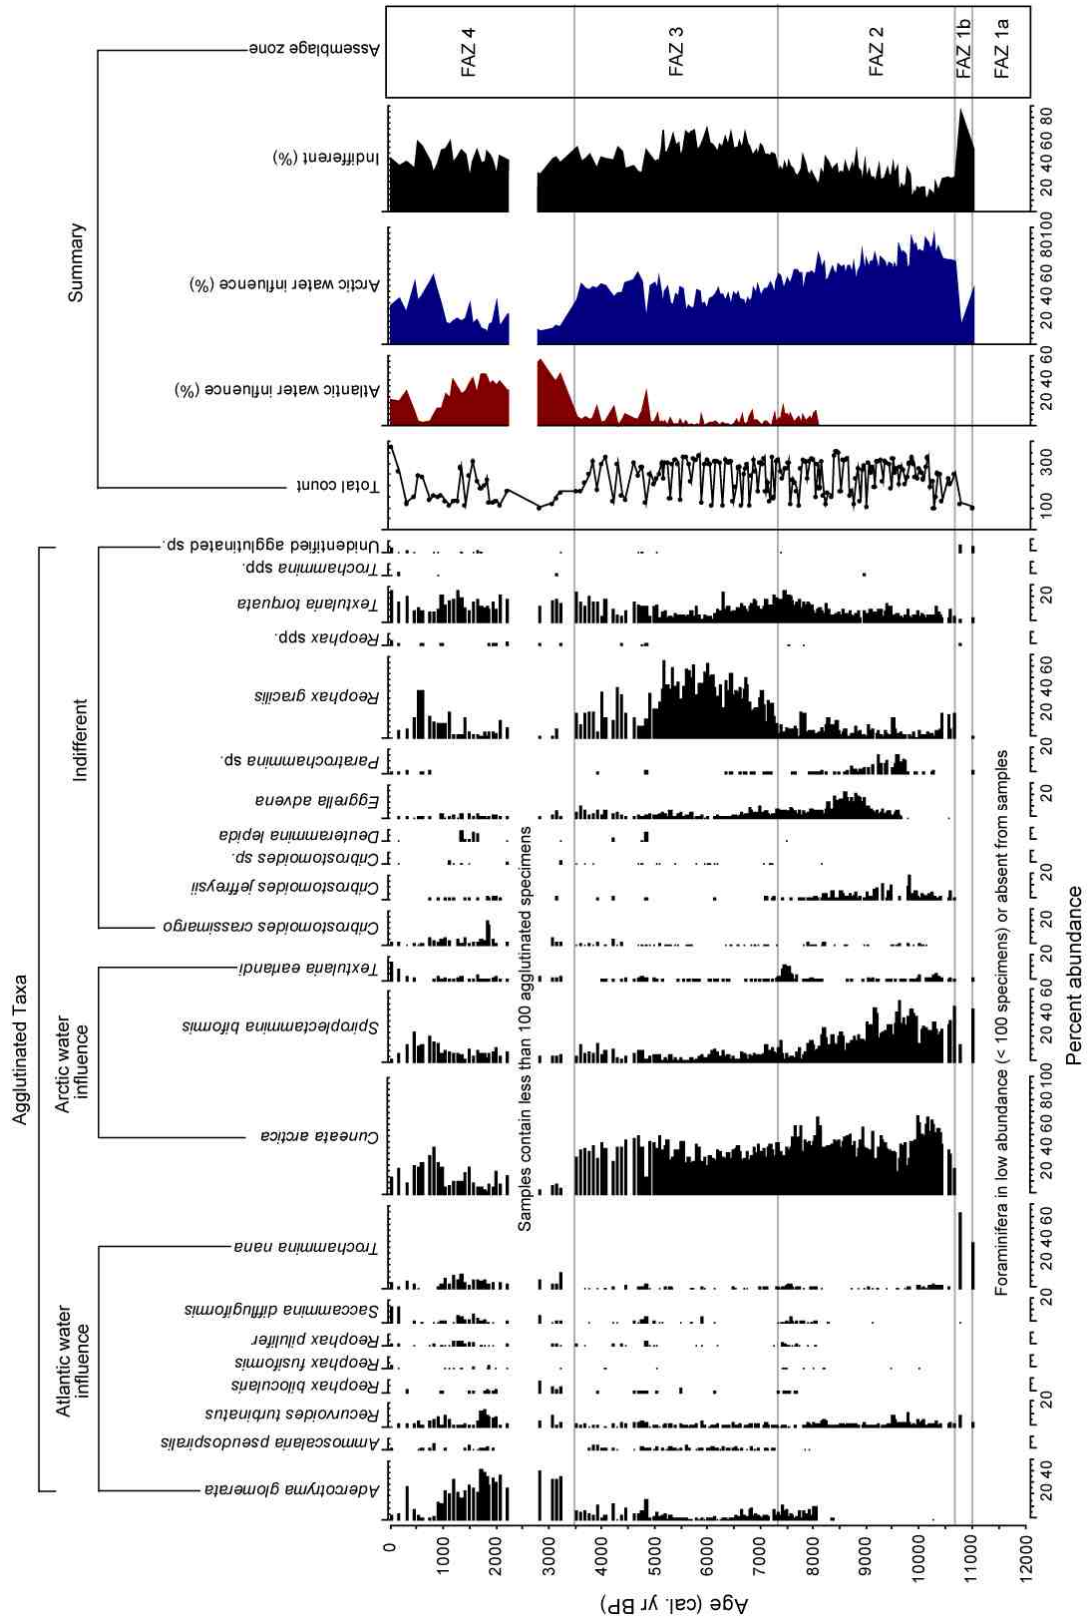 Agglutinated Taxa
Atlantic water
influence
Arctic water
influence
Indifferent
Summary
Adercotryma glomerata
Ammoscalaria pseudospiralis
Recurvoides turbinatus
Reophax bilocularis
Reophax fusiformis
Reophax pilulifer
Saccammina difflugiformis
Trochammina nana
Cuneata arctica
Spiroplectammina biformis
Textularia earlandi
Cribrostomoides crassimargo
Cribrostomoides jeffreysii
Cribrostomoides sp.
Deuterammina lepida
Eggrella advena
Paratrochammina sp.
Reophax gracilis
Reophax spp.
Textularia torquata
Trochammina spp.
Unidentified agglutinated sp.
Total count
Atlantic water influence (%)
Arctic water influence (%)
Indifferent (%)
Assemblage zone
FAZ 4
FAZ 3
FAZ 2
FAZ 1b
FAZ 1a
Samples contain less than 100 agglutinated specimens
Foraminifera in low abundance (< 100 specimens) or absent from samples
0
1000
2000
3000
4000
5000
6000
7000
8000
9000
10000
11000
12000
Age (cal. yr BP)
20 40
20
20
20 40 60
20 40 60 80 100
20 40 60
20
20
20
20
20
20 40 60
20
100 300
20 40 60
20 40 60 80 100
20 40 60 80
Percent abundance